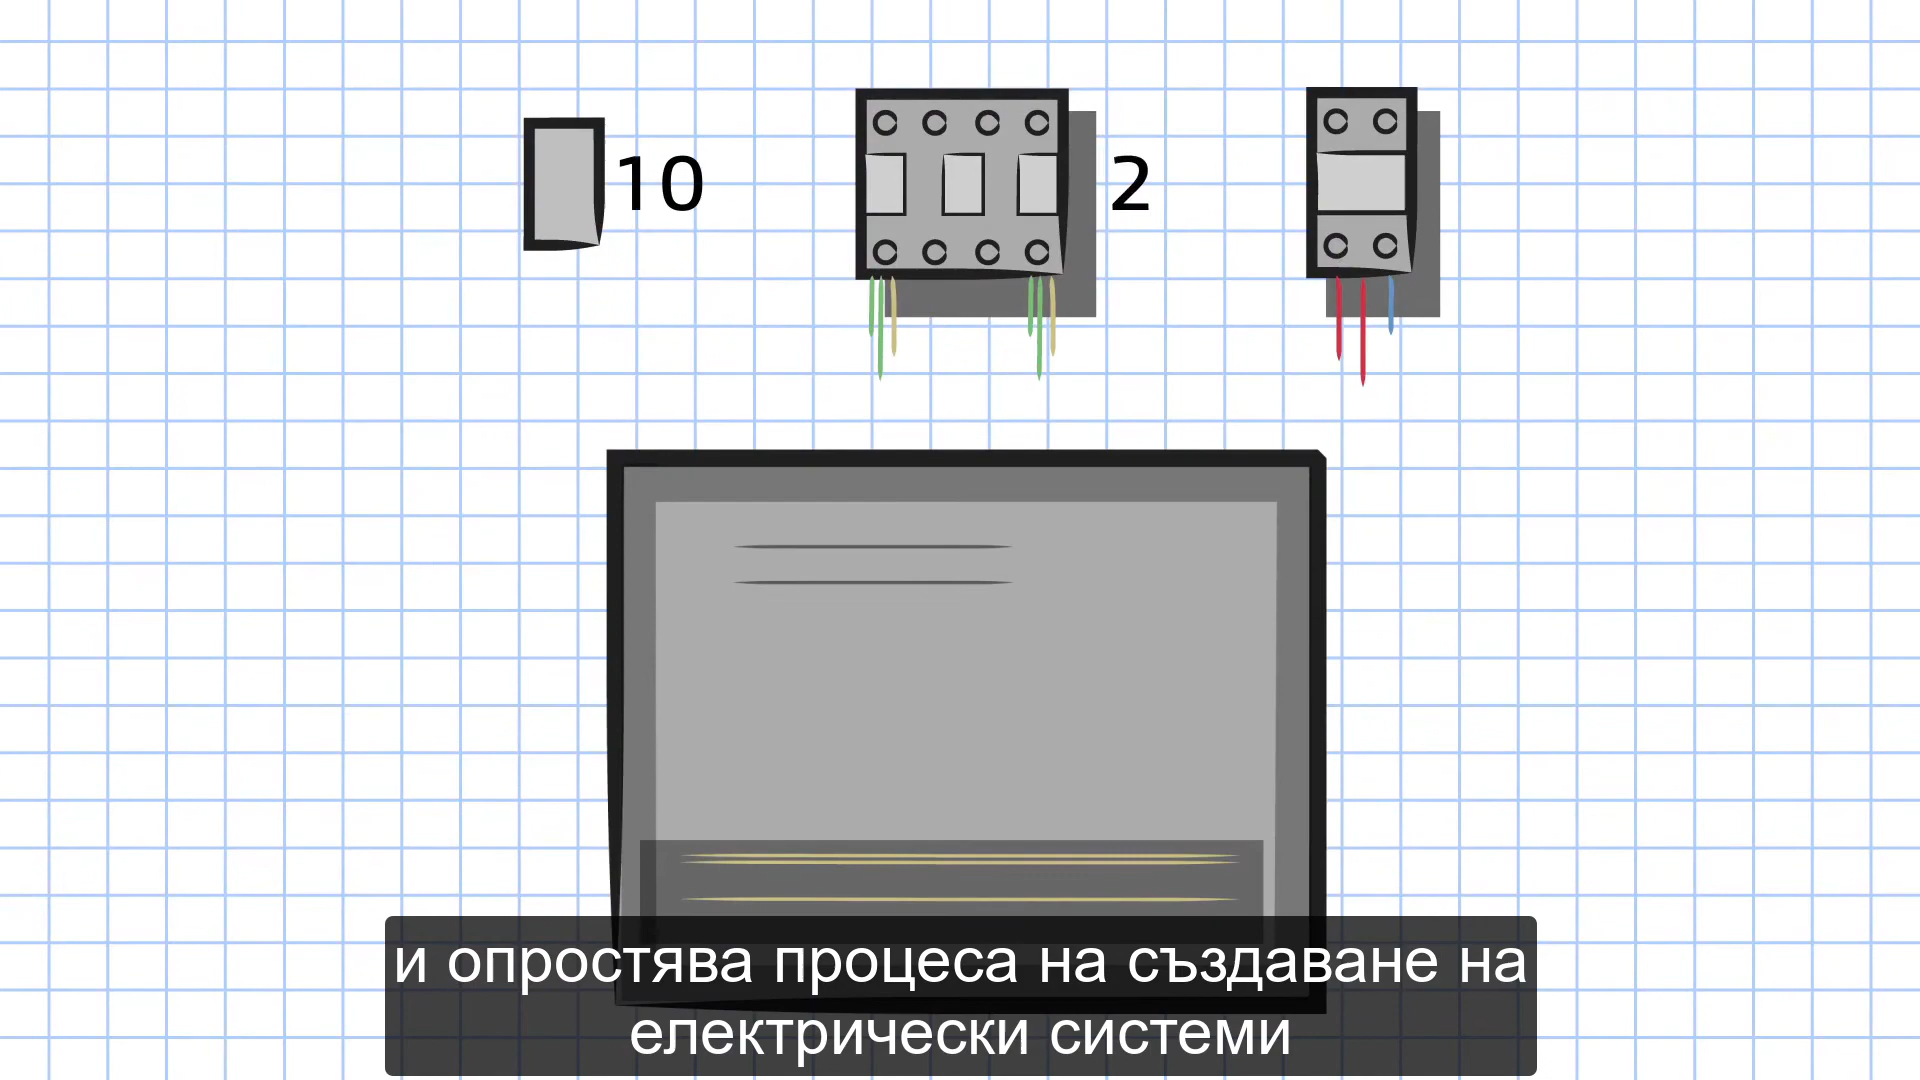 10
2
и опростява процеса на създаване на
електрически системи